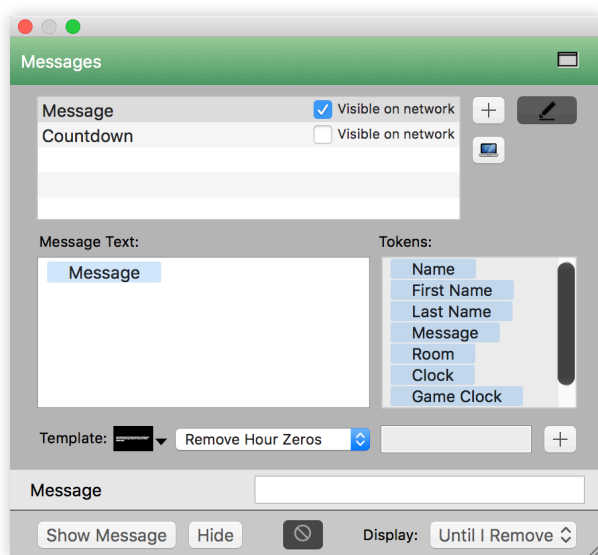 Messages
Message Visible on network
Countdown Visible on network
Message Text:
Tokens:
Message
Name
First Name
Last Name
Message
Room
Clock
Game Clock
Template: Remove Hour Zeros
Message
Show Message Hide Display: Until I Remove